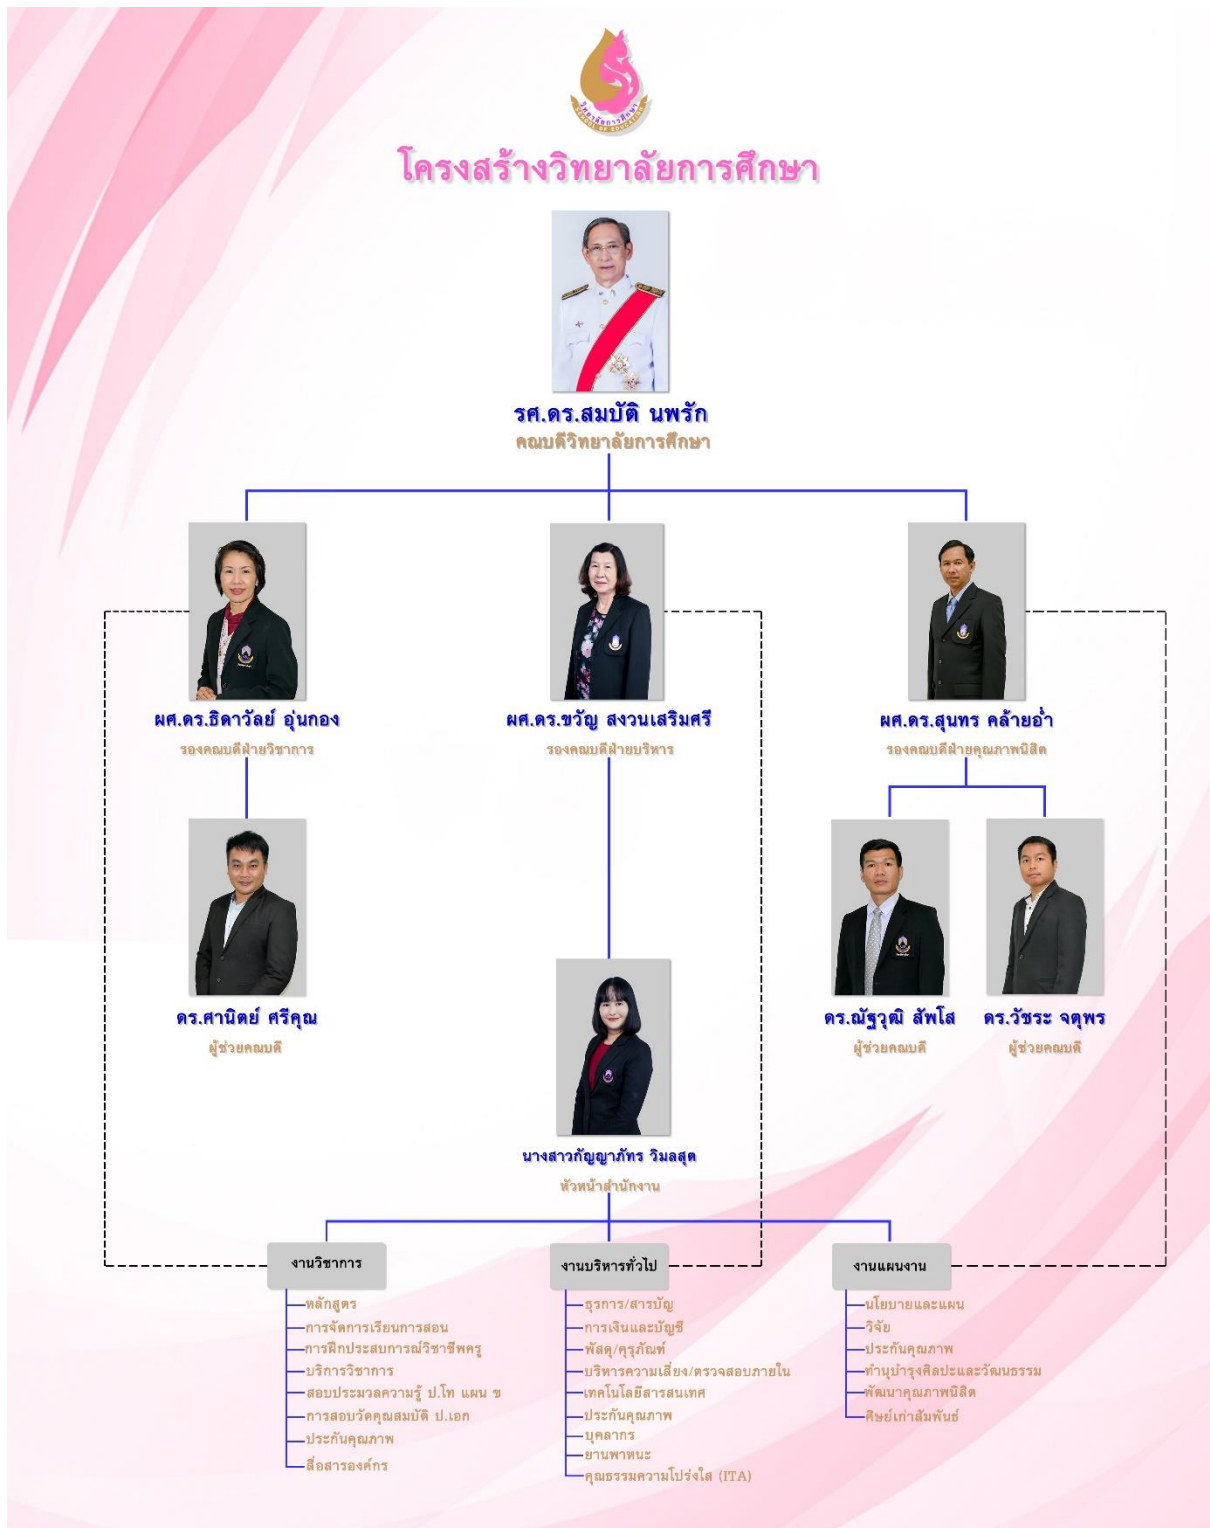 วิทยาลัยการศึกษา
SCHOOL OF EDUCATION
โครงสร้างวิทยาลัยการศึกษา
รศ.ดร.สมบัติ นพรัก
คณบดีวิทยาลัยการศึกษา
ผศ.ดร.ธิดาวัลย์ อุ่นกอง
รองคณบดีฝ่ายวิชาการ
ผศ.ดร.ขวัญ สงวนเสริมศรี
รองคณบดีฝ่ายบริหาร
ผศ.ดร.สุนทร คล้ายอ่ำ
รองคณบดีฝ่ายคุณภาพนิสิต
ดร.ศานิตย์ ศรีคุณ
ผู้ช่วยคณบดี
ดร.ณัฐวุฒิ สัพโส
ผู้ช่วยคณบดี
ดร.วัชระ จตุพร
ผู้ช่วยคณบดี
นางสาวกัญญาภัทร วิมลสุต
หัวหน้าสำนักงาน
งานวิชาการ
หลักสูตร
การจัดการเรียนการสอน
การฝึกประสบการณ์วิชาชีพครู
บริการวิชาการ
สอบประมวลความรู้ ป.โท แผน ข
การสอบวัดคุณสมบัติ ป.เอก
ประกันคุณภาพ
สื่อสารองค์กร
งานบริหารทั่วไป
ธุรการ/สารบัญ
การเงินและบัญชี
พัสดุ/คุรุภัณฑ์
บริหารความเสี่ยง/ตรวจสอบภายใน
เทคโนโลยีสารสนเทศ
ประกันคุณภาพ
บุคลากร
ยานพาหนะ
คุณธรรมความโปร่งใส (ITA)
งานแผนงาน
นโยบายและแผน
วิจัย
ประกันคุณภาพ
ทำนุบำรุงศิลปะและวัฒนธรรม
พัฒนาคุณภาพนิสิต
ศิษย์เก่าสัมพันธ์